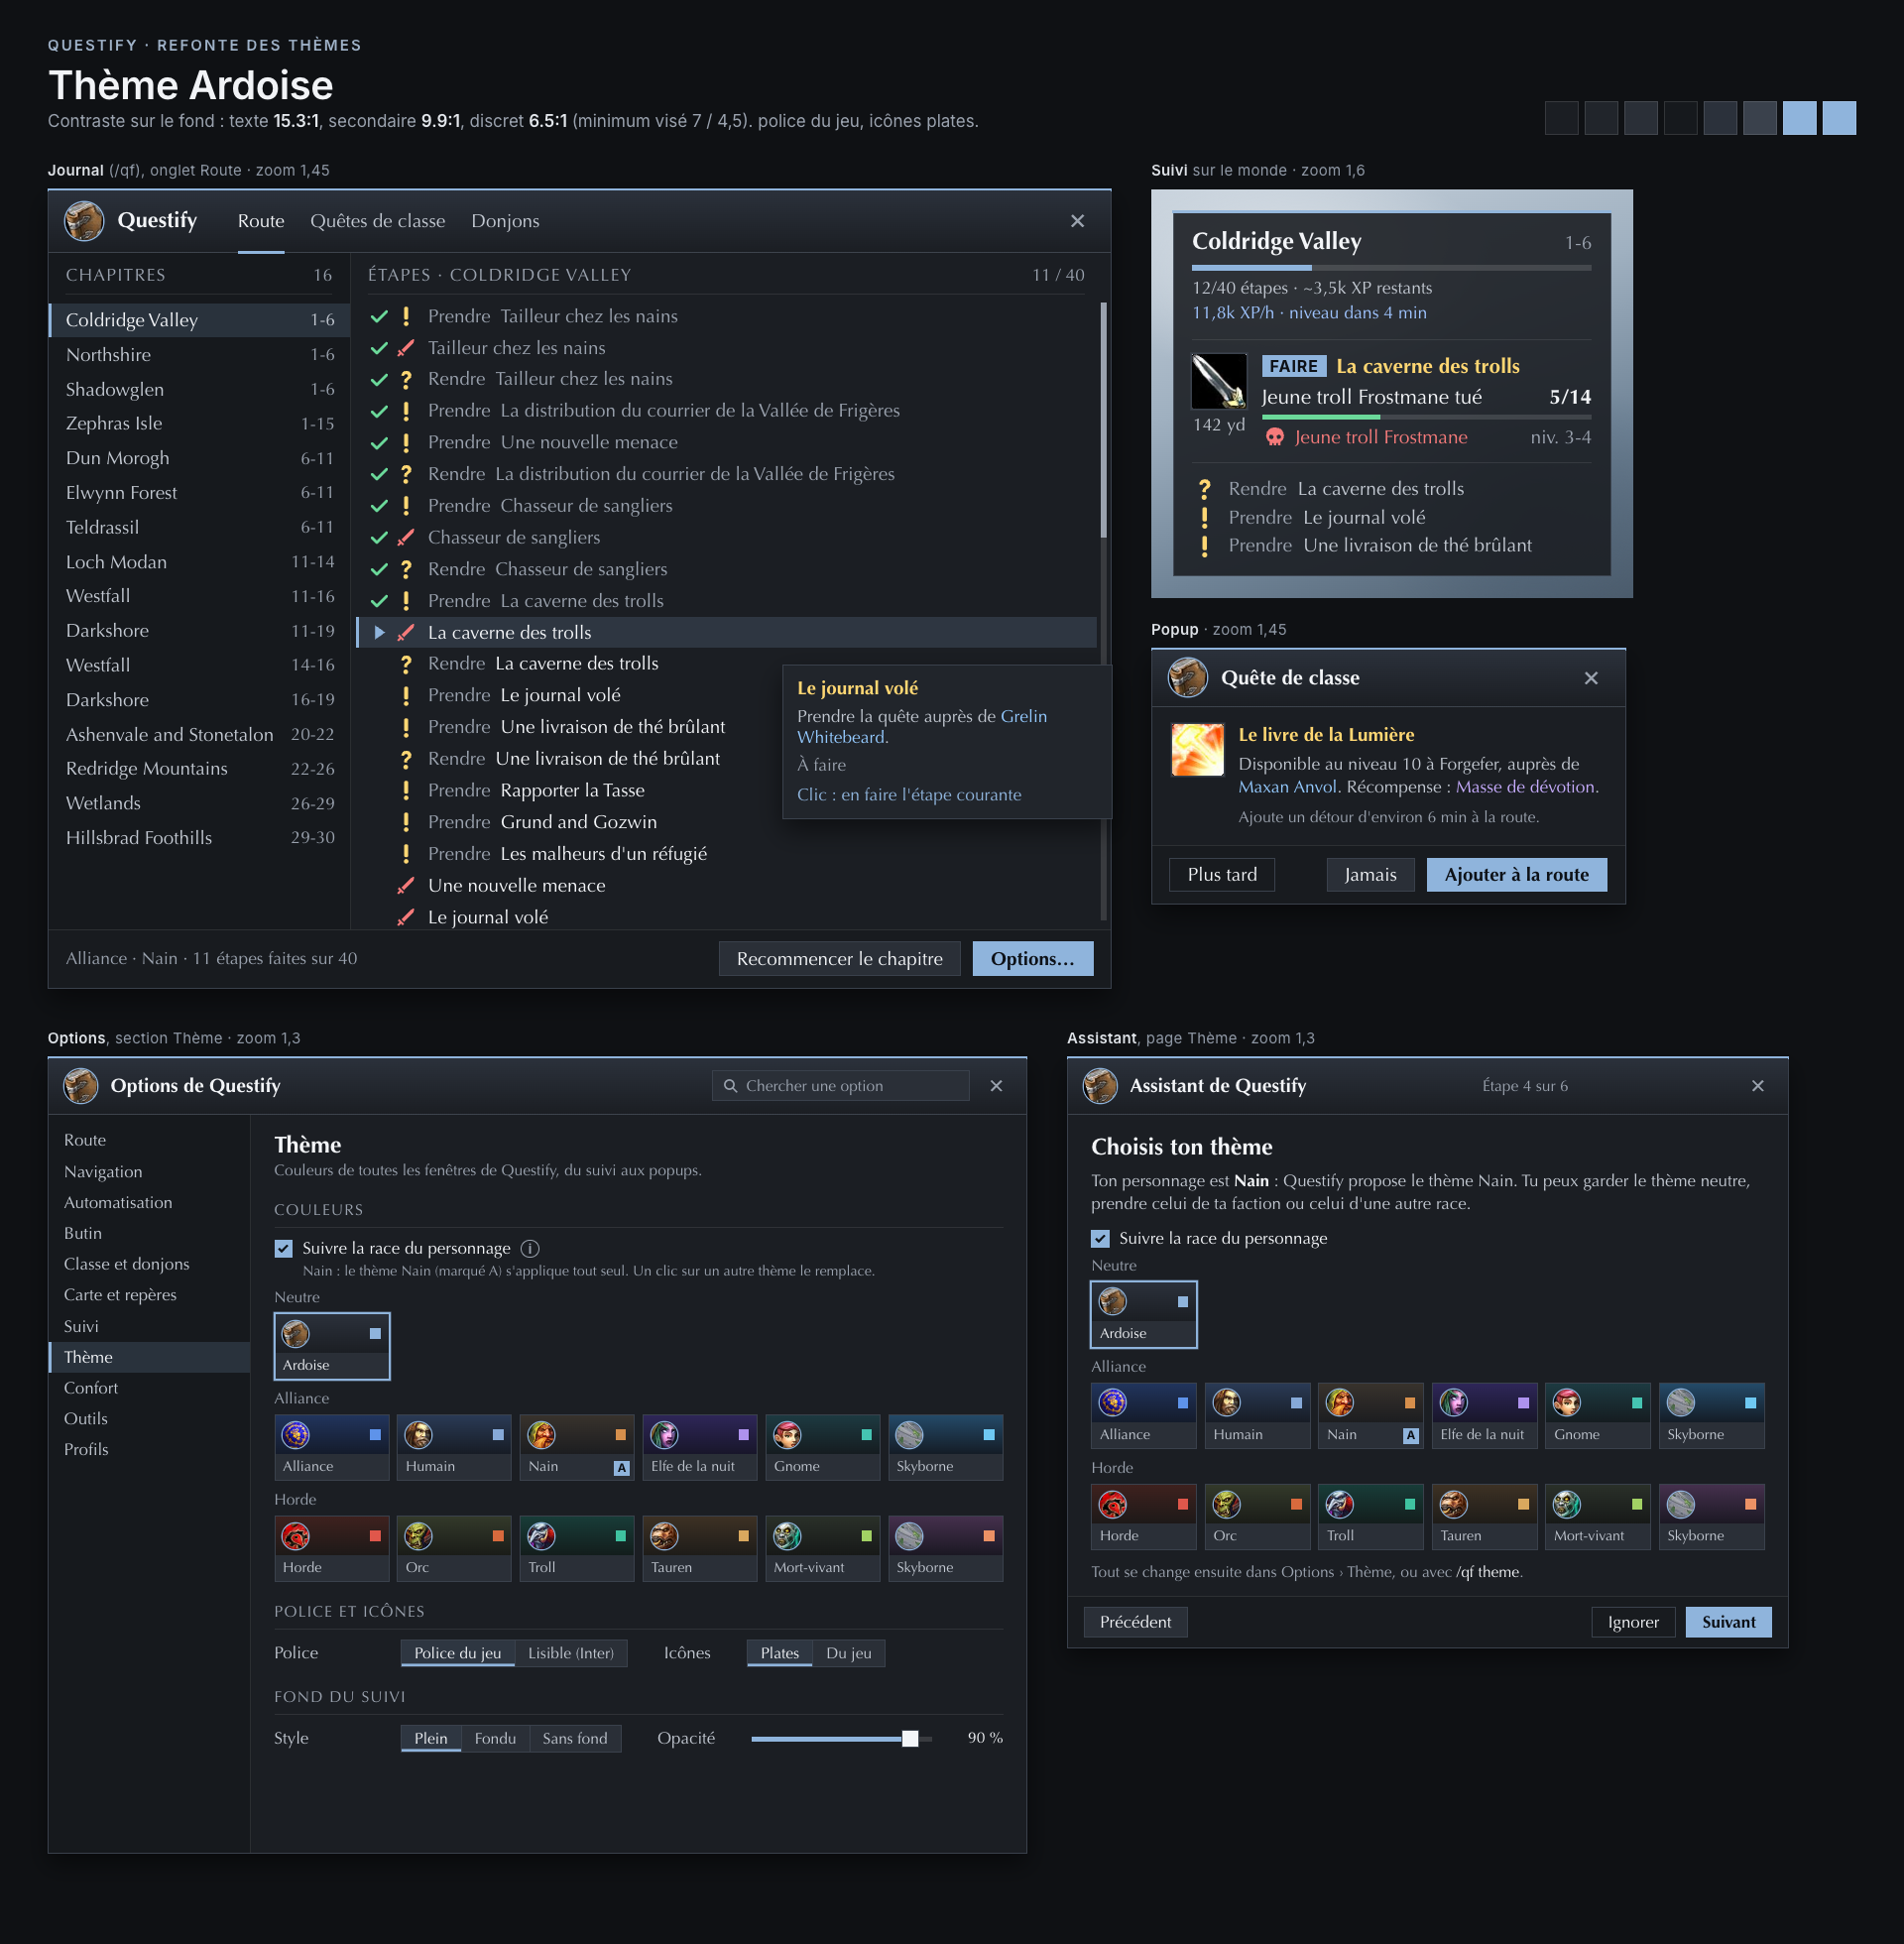 QUESTIFY · REFONTE DES THÈMES
Thème Ardoise
Contraste sur le fond : texte 15.3:1, secondaire 9.9:1, discret 6.5:1 (minimum visé 7 / 4,5). police du jeu, icônes plates.
Journal (/qf), onglet Route · zoom 1,45
Questify Route Quêtes de classe Donjons
CHAPITRES 16
Coldridge Valley 1-6
Northshire 1-6
Shadowglen 1-6
Zephras Isle 1-15
Dun Morogh 6-11
Elwynn Forest 6-11
Teldrassil 6-11
Loch Modan 11-14
Westfall 11-16
Darkshore 11-19
Westfall 14-16
Darkshore 16-19
Ashenvale and Stonetalon 20-22
Redridge Mountains 22-26
Wetlands 26-29
Hillsbrad Foothills 29-30
ÉTAPES · COLDRIDGE VALLEY 11 / 40
Prendre Tailleur chez les nains
Tailleur chez les nains
Rendre Tailleur chez les nains
Prendre La distribution du courrier de la Vallée de Frigères
Prendre Une nouvelle menace
Rendre La distribution du courrier de la Vallée de Frigères
Prendre Chasseur de sangliers
Chasseur de sangliers
Rendre Chasseur de sangliers
Prendre La caverne des trolls
La caverne des trolls
Rendre La caverne des trolls
Prendre Le journal volé
Prendre Une livraison de thé brûlant
Rendre Une livraison de thé brûlant
Prendre Rapporter la Tasse
Prendre Grund and Gozwin
Prendre Les malheurs d'un réfugié
Une nouvelle menace
Le journal volé
Le journal volé
Prendre la quête auprès de Grelin
Whitebeard.
À faire
Clic : en faire l'étape courante
Alliance · Nain · 11 étapes faites sur 40
Recommencer le chapitre Options...
Suivi sur le monde · zoom 1,6
Coldridge Valley 1-6
12/40 étapes · ~3,5k XP restants
11,8k XP/h · niveau dans 4 min
FAIRE La caverne des trolls
Jeune troll Frostmane tué 5/14
142 yd
Jeune troll Frostmane niv. 3-4
Rendre La caverne des trolls
Prendre Le journal volé
Prendre Une livraison de thé brûlant
Popup · zoom 1,45
Quête de classe
Le livre de la Lumière
Disponible au niveau 10 à Forgefer, auprès de
Maxan Anvol. Récompense : Masse de dévotion.
Ajoute un détour d'environ 6 min à la route.
Plus tard Jamais Ajouter à la route
Options, section Thème · zoom 1,3
Options de Questify Chercher une option
Route
Navigation
Automatisation
Butin
Classe et donjons
Carte et repères
Suivi
Thème
Confort
Outils
Profils
Thème
Couleurs de toutes les fenêtres de Questify, du suivi aux popups.
COULEURS
Suivre la race du personnage i
Nain : le thème Nain (marqué A) s'applique tout seul. Un clic sur un autre thème le remplace.
Neutre
Ardoise
Alliance
Alliance Humain Nain A Elfe de la nuit Gnome Skyborne
Horde
Horde Orc Troll Tauren Mort-vivant Skyborne
POLICE ET ICÔNES
Police Police du jeu Lisible (Inter) Icônes Plates Du jeu
FOND DU SUIVI
Style Plein Fondu Sans fond Opacité 90 %
Assistant, page Thème · zoom 1,3
Assistant de Questify Étape 4 sur 6
Choisis ton thème
Ton personnage est Nain : Questify propose le thème Nain. Tu peux garder le thème neutre,
prendre celui de ta faction ou celui d'une autre race.
Suivre la race du personnage
Neutre
Ardoise
Alliance
Alliance Humain Nain A Elfe de la nuit Gnome Skyborne
Horde
Horde Orc Troll Tauren Mort-vivant Skyborne
Tout se change ensuite dans Options › Thème, ou avec /qf theme.
Précédent Ignorer Suivant